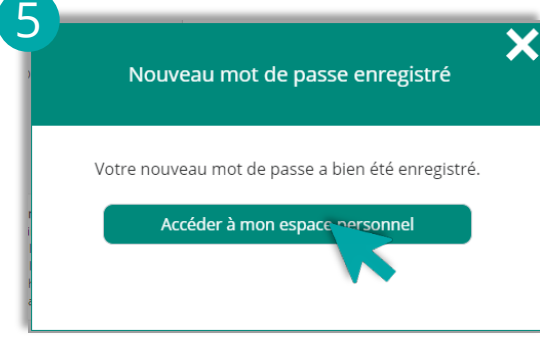 5
Nouveau mot de passe enregistré
Votre nouveau mot de passe a bien été enregistré.
Accéder à mon espace personnel